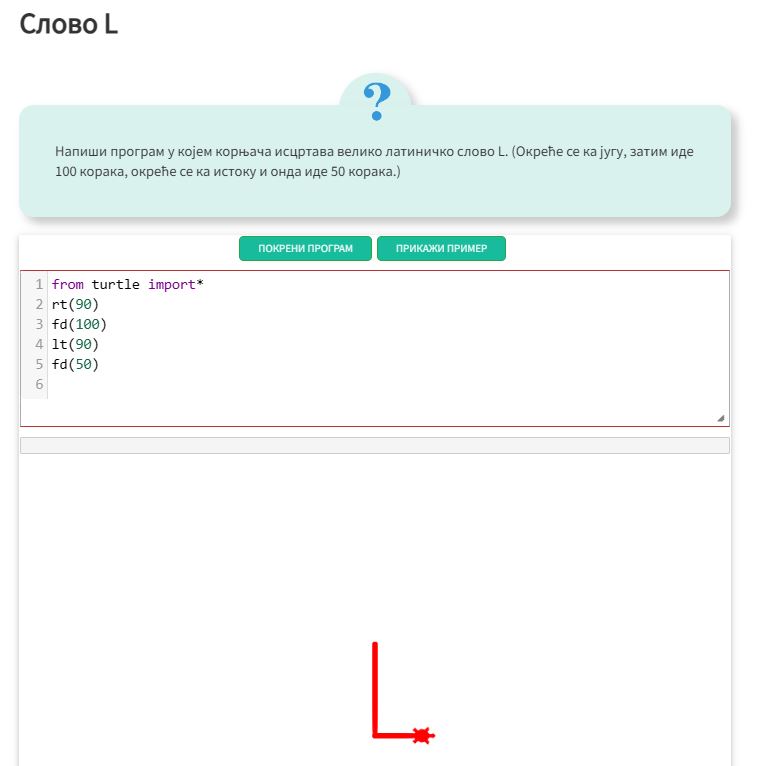 Слово L
?
Напиши програм у којем корњача исцртава велико латиничко слово L. (Окреће се ка југу, затим иде
100 корака, окреће се ка истоку и онда иде 50 корака.)
ПОКРЕНИ ПРОГРАМ ПРИКАЖИ ПРИМЕР
1 from turtle import*
2 rt(90)
3 fd(100)
4 lt(90)
5 fd(50)
6